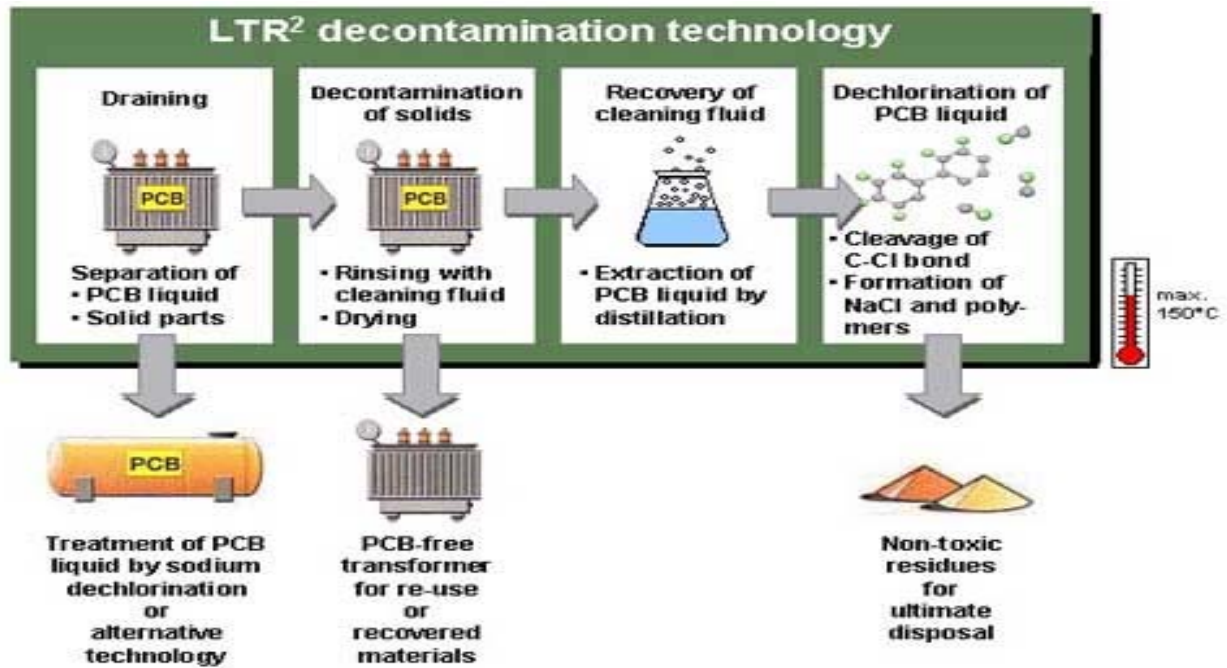 LTR² decontamination technology
Draining
PCB
Separation of
• PCB liquid
• Solid parts
Decontamination
of solids
PCB
• Rinsing with
cleaning fluid
• Drying
Recovery of
cleaning fluid
• Extraction of
PCB liquid by
distillation
Dechlorination of
PCB liquid
• Cleavage of
C-Cl bond
• Formation of
NaCl and poly-
mers
max.
150°C
PCB
Treatment of PCB
liquid by sodium
dechlorination
or
alternative
technology
PCB-free
transformer
for re-use
or
recovered
materials
Non-toxic
residues
for
ultimate
disposal